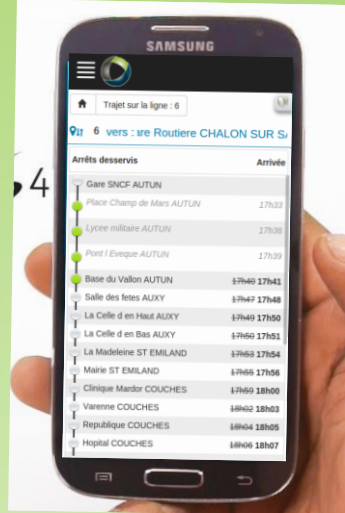 SAMSUNG
Trajet sur la ligne : 6
6 vers : ire Routiere CHALON SUR SA
Arrêts desservis Arrivée
4
Gare SNCF AUTUN
Place Champ de Mars AUTUN 17h33
Lycee militaire AUTUN 17h36
Pont l Eveque AUTUN 17h39
Base du Vallon AUTUN 17h40 17h41
Salle des fetes AUXY 17h47 17h48
La Celle d en Haut AUXY 17h49 17h50
La Celle d en Bas AUXY 17h50 17h51
La Madeleine ST EMILAND 17h53 17h54
Mairie ST EMILAND 17h55 17h56
Clinique Mardor COUCHES 17h59 18h00
Varenne COUCHES 18h02 18h03
Republique COUCHES 18h04 18h05
Hopital COUCHES 18h06 18h07